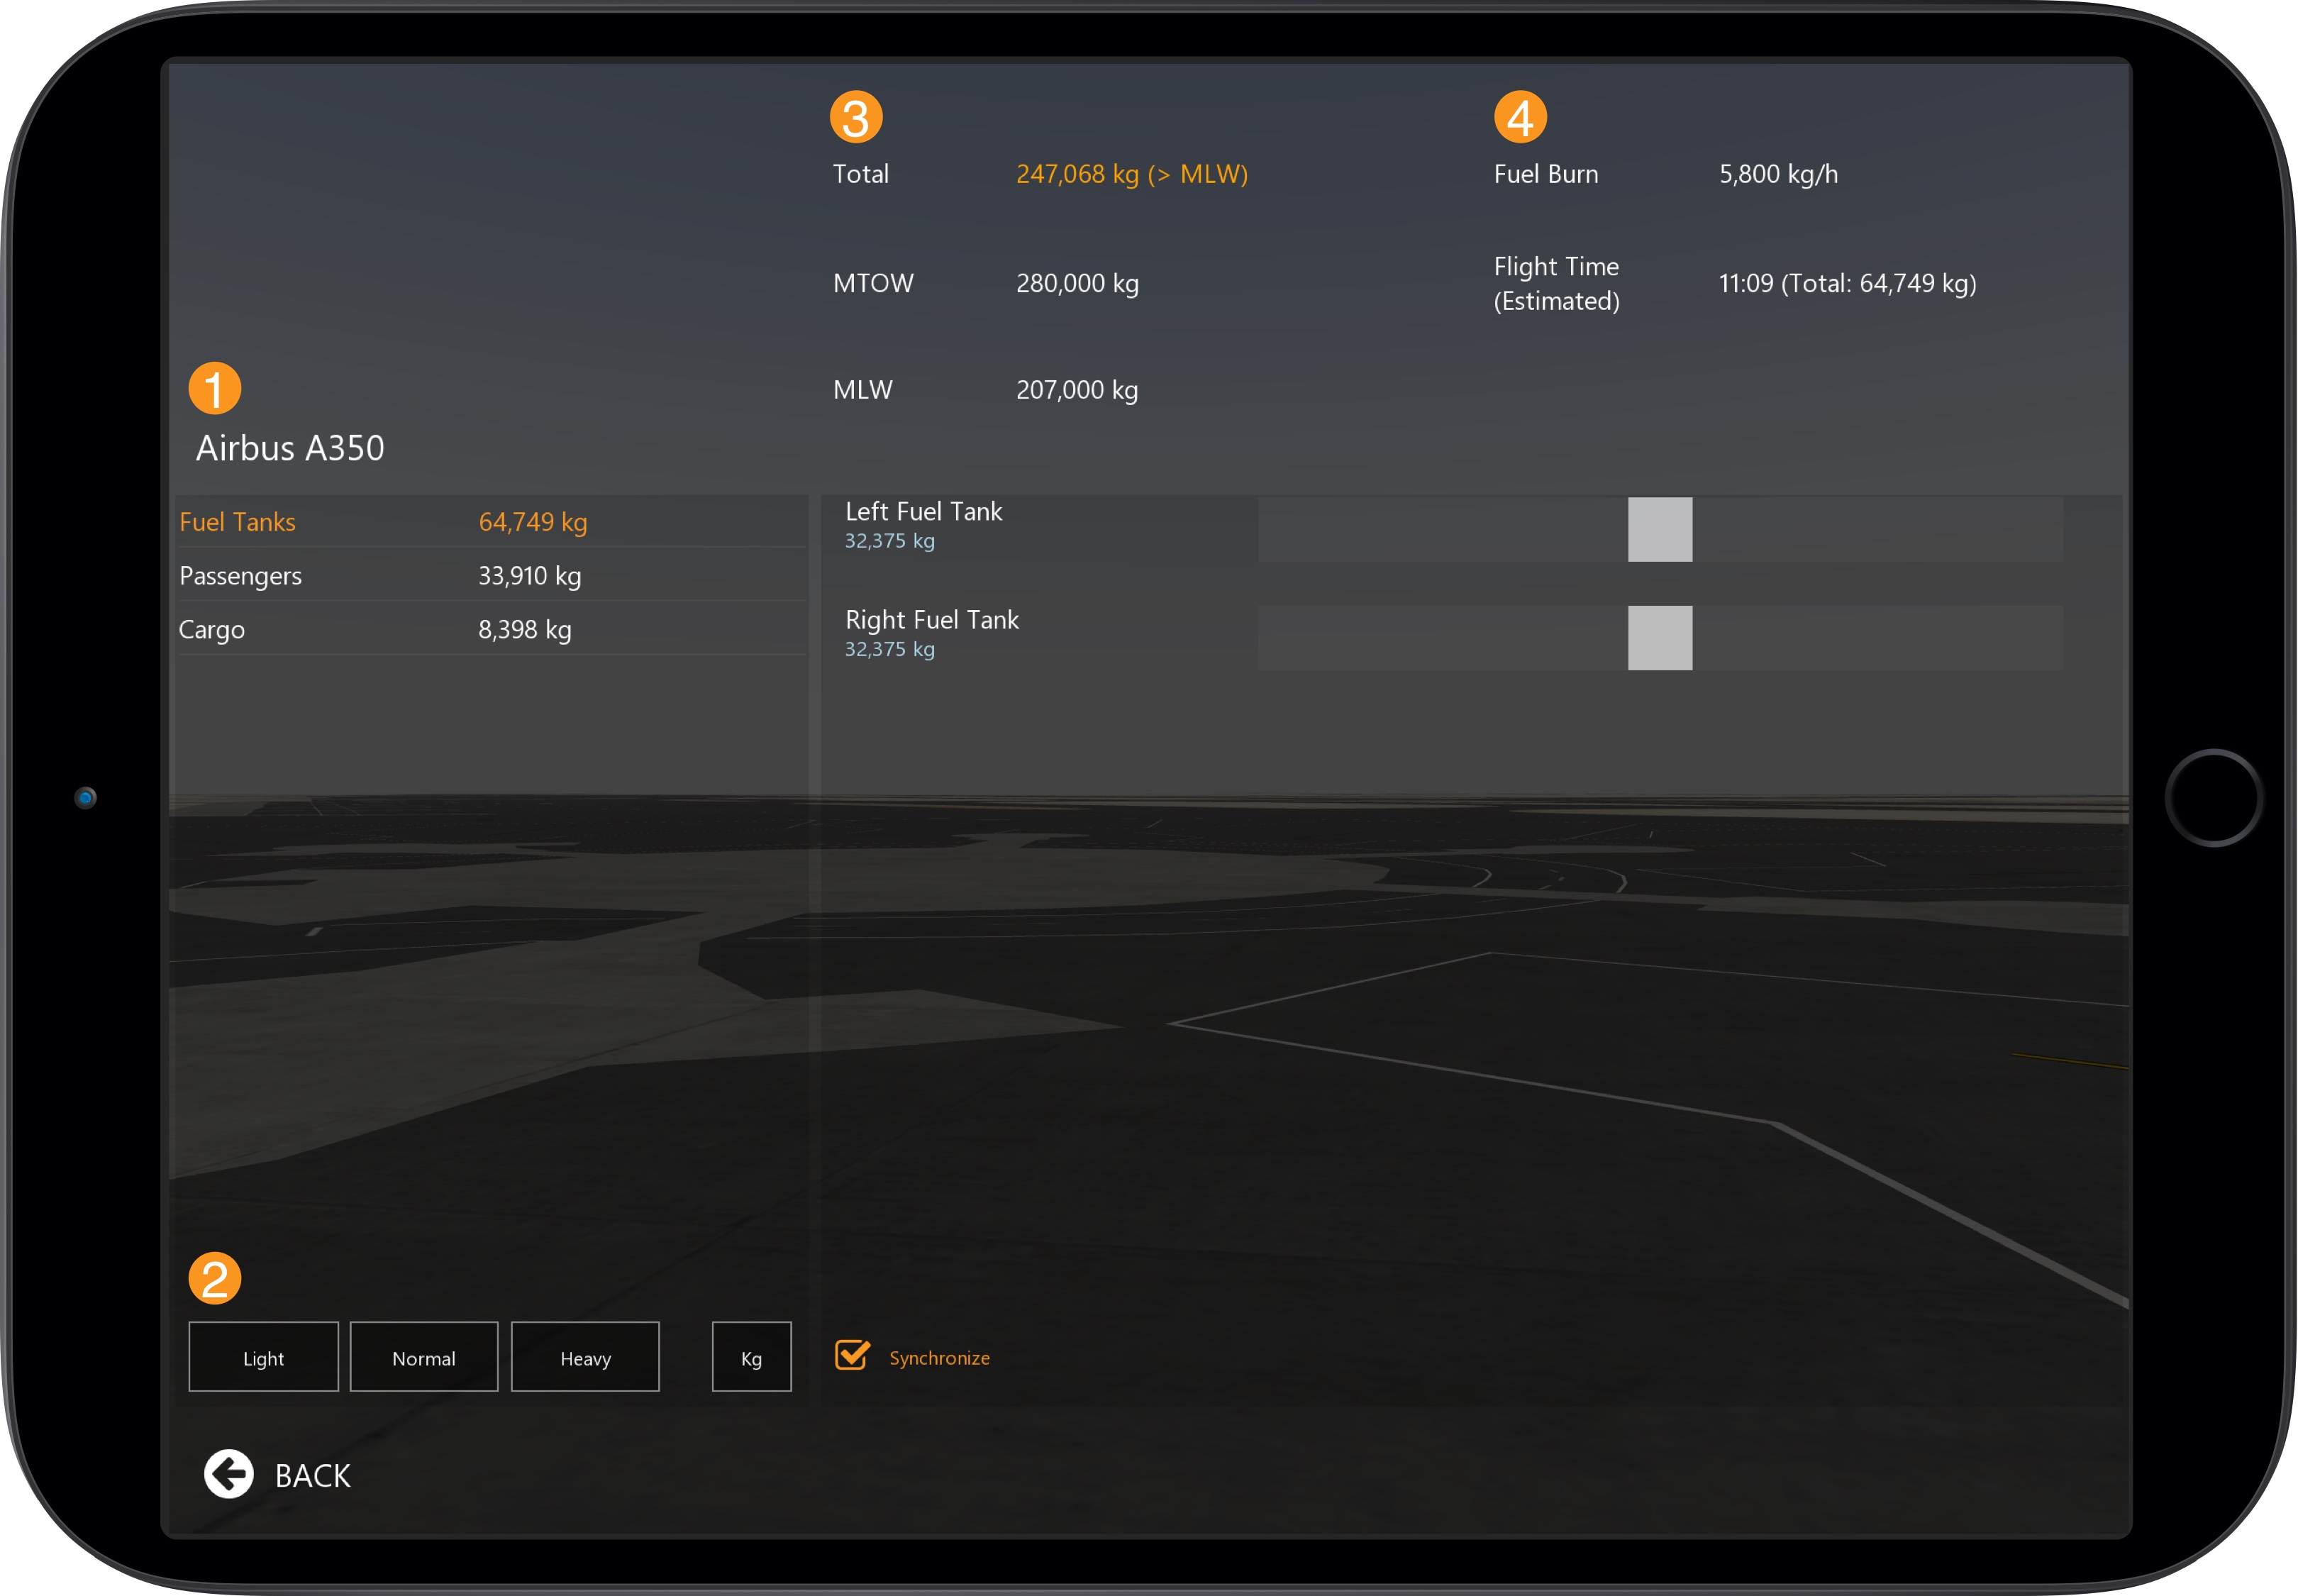 3
Total 247,068 kg (> MLW)
MTOW 280,000 kg
MLW 207,000 kg
4
Fuel Burn 5,800 kg/h
Flight Time
(Estimated)
11:09 (Total: 64,749 kg)
1
Airbus A350
Fuel Tanks 64,749 kg
Passengers 33,910 kg
Cargo 8,398 kg
Left Fuel Tank
32,375 kg
Right Fuel Tank
32,375 kg
2
Light Normal Heavy Kg
Synchronize
BACK